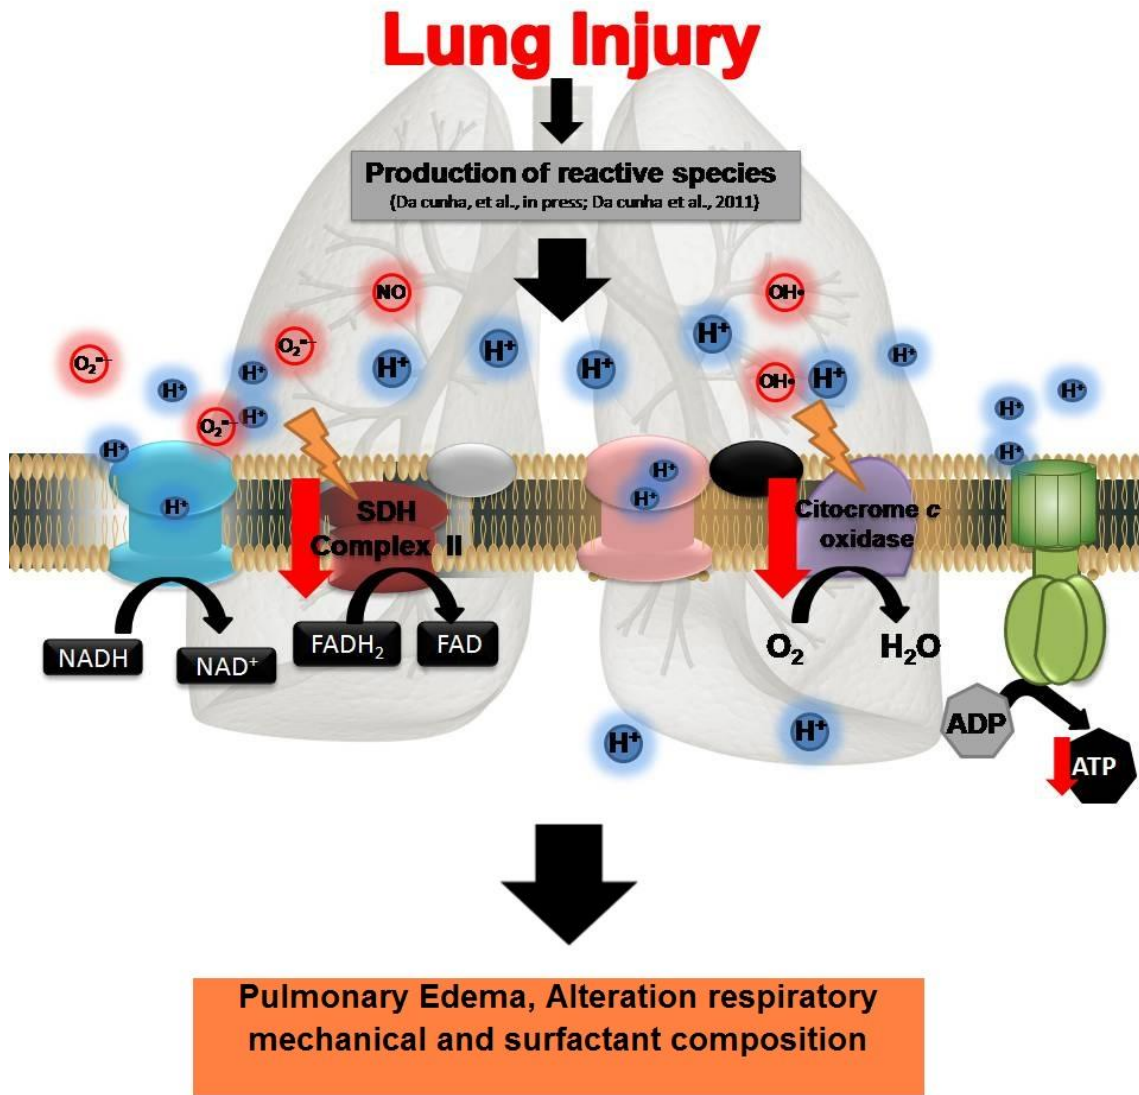 Lung Injury
Production of reactive species
(Da cunha, et al., in press; Da cunha et al., 2011)
NO
OH•
H⁺
H⁺
O₂•–
O₂•–
H⁺
H⁺
H⁺
H⁺
H⁺
OH•
H⁺
H⁺
H⁺
H⁺
O₂•–
H⁺
H⁺
H⁺
H⁺
H⁺
H⁺
SDH
Complex II
Citocrome c
oxidase
NADH
NAD⁺
FADH₂
FAD
O₂
H₂O
H⁺
H⁺
ADP
ATP
Pulmonary Edema, Alteration respiratory
mechanical and surfactant composition